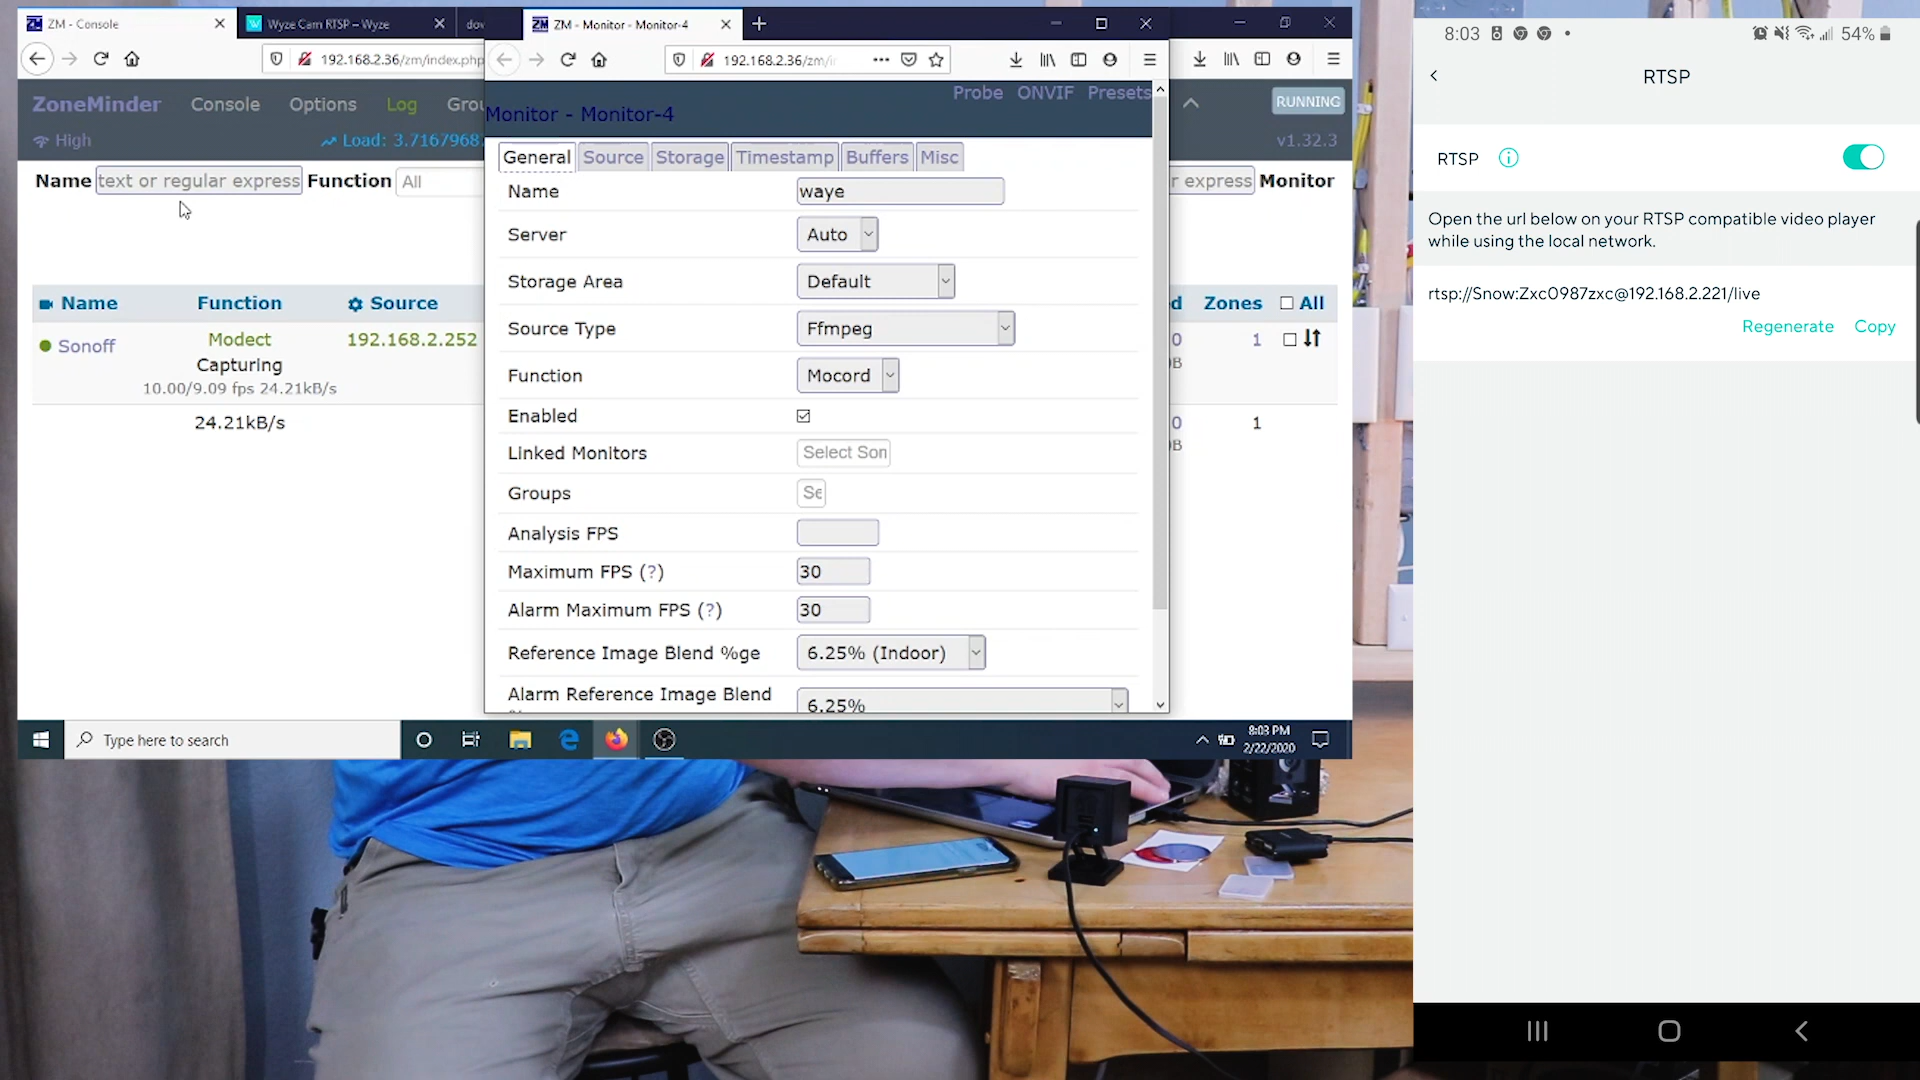 ZM - Console
Wyze Cam RTSP – Wyze
dov
ZM - Monitor - Monitor-4
192.168.2.36/zm/index.php
192.168.2.36/zm/i
ZoneMinder
Console
Options
Log
Grou
High
Load: 3.7167968
RUNNING
v1.32.3
Name
text or regular express
Function
All
r express
Monitor
Name
Function
Source
d
Zones
All
Sonoff
Modect
Capturing
10.00/9.09 fps 24.21kB/s
192.168.2.252
0
B
1
24.21kB/s
0
B
1
Probe
ONVIF
Presets
Monitor - Monitor-4
General
Source
Storage
Timestamp
Buffers
Misc
Name
waye
Server
Auto
Storage Area
Default
Source Type
Ffmpeg
Function
Mocord
Enabled
Linked Monitors
Select Son
Groups
Se
Analysis FPS
Maximum FPS (?)
30
Alarm Maximum FPS (?)
30
Reference Image Blend %ge
6.25% (Indoor)
Alarm Reference Image Blend
6.25%
Type here to search
8:03 PM
2/22/2020
8:03
54%
RTSP
RTSP
Open the url below on your RTSP compatible video player
while using the local network.
rtsp://Snow:Zxc0987zxc@192.168.2.221/live
Regenerate
Copy